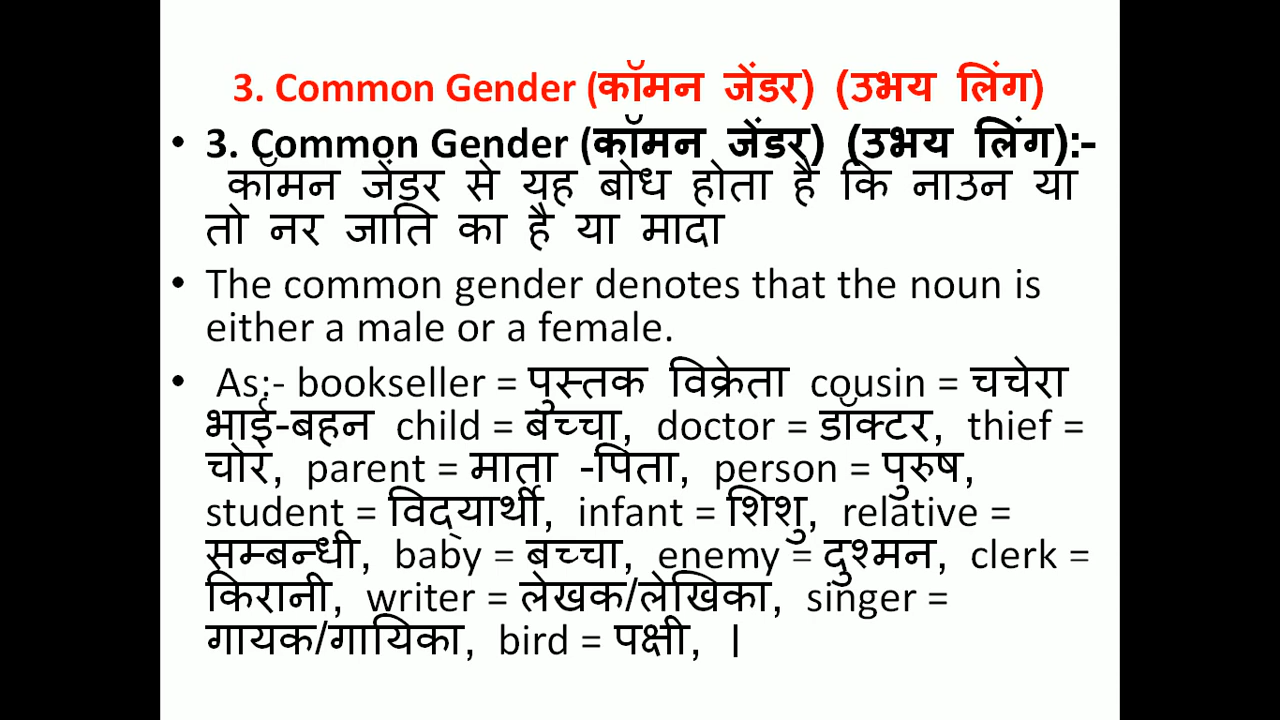 3. Common Gender (कॉमन जेंडर) (उभय लिंग)
• 3. Common Gender (कॉमन जेंडर) (उभय लिंग):-
कॉमन जेंडर से यह बोध होता है कि नाउन या
तो नर जाति का है या मादा
• The common gender denotes that the noun is
either a male or a female.
• As:- bookseller = पुस्तक विक्रेता cousin = चचेरा
भाई-बहन child = बच्चा, doctor = डॉक्टर, thief =
चोर, parent = माता -पिता, person = पुरुष,
student = विद्यार्थी, infant = शिशु, relative =
सम्बन्धी, baby = बच्चा, enemy = दुश्मन, clerk =
किरानी, writer = लेखक/लेखिका, singer =
गायक/गायिका, bird = पक्षी, ।